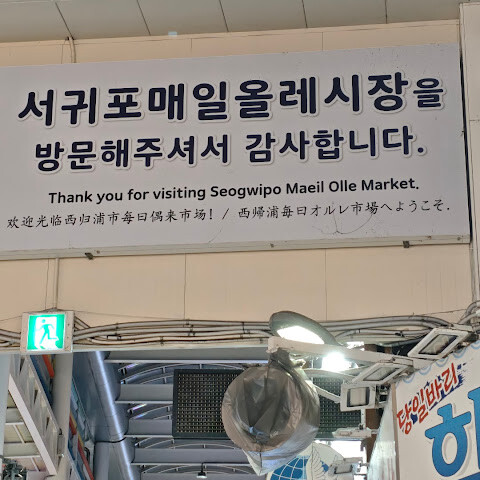 서귀포매일올레시장을
방문해주셔서 감사합니다.
Thank you for visiting Seogwipo Maeil Olle Market.
欢迎光临西归浦市每日偶来市场! / 西帰浦毎日オルレ市場へようこそ.
당일바리